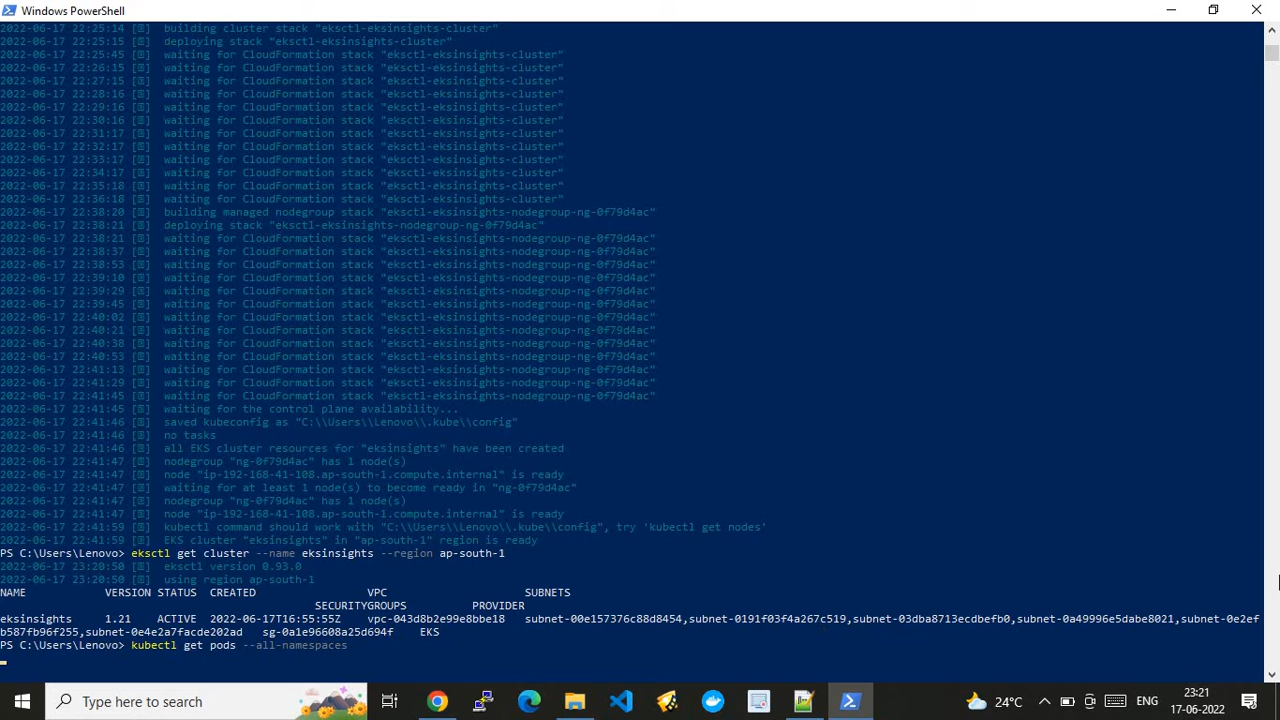 Windows PowerShell
2022-06-17 22:25:14 [ℹ]  building cluster stack "eksctl-eksinsights-cluster"
2022-06-17 22:25:15 [ℹ]  deploying stack "eksctl-eksinsights-cluster"
2022-06-17 22:25:45 [ℹ]  waiting for CloudFormation stack "eksctl-eksinsights-cluster"
2022-06-17 22:26:15 [ℹ]  waiting for CloudFormation stack "eksctl-eksinsights-cluster"
2022-06-17 22:27:15 [ℹ]  waiting for CloudFormation stack "eksctl-eksinsights-cluster"
2022-06-17 22:28:16 [ℹ]  waiting for CloudFormation stack "eksctl-eksinsights-cluster"
2022-06-17 22:29:16 [ℹ]  waiting for CloudFormation stack "eksctl-eksinsights-cluster"
2022-06-17 22:30:16 [ℹ]  waiting for CloudFormation stack "eksctl-eksinsights-cluster"
2022-06-17 22:31:17 [ℹ]  waiting for CloudFormation stack "eksctl-eksinsights-cluster"
2022-06-17 22:32:17 [ℹ]  waiting for CloudFormation stack "eksctl-eksinsights-cluster"
2022-06-17 22:33:17 [ℹ]  waiting for CloudFormation stack "eksctl-eksinsights-cluster"
2022-06-17 22:34:17 [ℹ]  waiting for CloudFormation stack "eksctl-eksinsights-cluster"
2022-06-17 22:35:18 [ℹ]  waiting for CloudFormation stack "eksctl-eksinsights-cluster"
2022-06-17 22:36:18 [ℹ]  waiting for CloudFormation stack "eksctl-eksinsights-cluster"
2022-06-17 22:38:20 [ℹ]  building managed nodegroup stack "eksctl-eksinsights-nodegroup-ng-0f79d4ac"
2022-06-17 22:38:21 [ℹ]  deploying stack "eksctl-eksinsights-nodegroup-ng-0f79d4ac"
2022-06-17 22:38:21 [ℹ]  waiting for CloudFormation stack "eksctl-eksinsights-nodegroup-ng-0f79d4ac"
2022-06-17 22:38:37 [ℹ]  waiting for CloudFormation stack "eksctl-eksinsights-nodegroup-ng-0f79d4ac"
2022-06-17 22:38:53 [ℹ]  waiting for CloudFormation stack "eksctl-eksinsights-nodegroup-ng-0f79d4ac"
2022-06-17 22:39:10 [ℹ]  waiting for CloudFormation stack "eksctl-eksinsights-nodegroup-ng-0f79d4ac"
2022-06-17 22:39:29 [ℹ]  waiting for CloudFormation stack "eksctl-eksinsights-nodegroup-ng-0f79d4ac"
2022-06-17 22:39:45 [ℹ]  waiting for CloudFormation stack "eksctl-eksinsights-nodegroup-ng-0f79d4ac"
2022-06-17 22:40:02 [ℹ]  waiting for CloudFormation stack "eksctl-eksinsights-nodegroup-ng-0f79d4ac"
2022-06-17 22:40:21 [ℹ]  waiting for CloudFormation stack "eksctl-eksinsights-nodegroup-ng-0f79d4ac"
2022-06-17 22:40:38 [ℹ]  waiting for CloudFormation stack "eksctl-eksinsights-nodegroup-ng-0f79d4ac"
2022-06-17 22:40:53 [ℹ]  waiting for CloudFormation stack "eksctl-eksinsights-nodegroup-ng-0f79d4ac"
2022-06-17 22:41:13 [ℹ]  waiting for CloudFormation stack "eksctl-eksinsights-nodegroup-ng-0f79d4ac"
2022-06-17 22:41:29 [ℹ]  waiting for CloudFormation stack "eksctl-eksinsights-nodegroup-ng-0f79d4ac"
2022-06-17 22:41:45 [ℹ]  waiting for CloudFormation stack "eksctl-eksinsights-nodegroup-ng-0f79d4ac"
2022-06-17 22:41:45 [ℹ]  waiting for the control plane availability...
2022-06-17 22:41:46 [ℹ]  saved kubeconfig as "C:\\Users\\Lenovo\\.kube\\config"
2022-06-17 22:41:46 [ℹ]  no tasks
2022-06-17 22:41:46 [ℹ]  all EKS cluster resources for "eksinsights" have been created
2022-06-17 22:41:47 [ℹ]  nodegroup "ng-0f79d4ac" has 1 node(s)
2022-06-17 22:41:47 [ℹ]  node "ip-192-168-41-108.ap-south-1.compute.internal" is ready
2022-06-17 22:41:47 [ℹ]  waiting for at least 1 node(s) to become ready in "ng-0f79d4ac"
2022-06-17 22:41:47 [ℹ]  nodegroup "ng-0f79d4ac" has 1 node(s)
2022-06-17 22:41:47 [ℹ]  node "ip-192-168-41-108.ap-south-1.compute.internal" is ready
2022-06-17 22:41:59 [ℹ]  kubectl command should work with "C:\\Users\\Lenovo\\.kube\\config", try 'kubectl get nodes'
2022-06-17 22:41:59 [ℹ]  EKS cluster "eksinsights" in "ap-south-1" region is ready
PS C:\Users\Lenovo> eksctl get cluster --name eksinsights --region ap-south-1
2022-06-17 23:20:50 [ℹ]  eksctl version 0.93.0
2022-06-17 23:20:50 [ℹ]  using region ap-south-1
NAME VERSION STATUS CREATED VPC SUBNETS
SECURITYGROUPS PROVIDER
eksinsights 1.21 ACTIVE 2022-06-17T16:55:55Z vpc-043d8b2e99e8bbe18 subnet-00e157376c88d8454,subnet-0191f03f4a267c519,subnet-03dba8713ecdbefb0,subnet-0a49996e5dabe8021,subnet-0e2ef
b587fb96f255,subnet-0e4e2a7facde202ad sg-0a1e96608a25d694f EKS
PS C:\Users\Lenovo> kubectl get pods --all-namespaces
Type here to search
24°C
ENG
23:21
17-06-2022